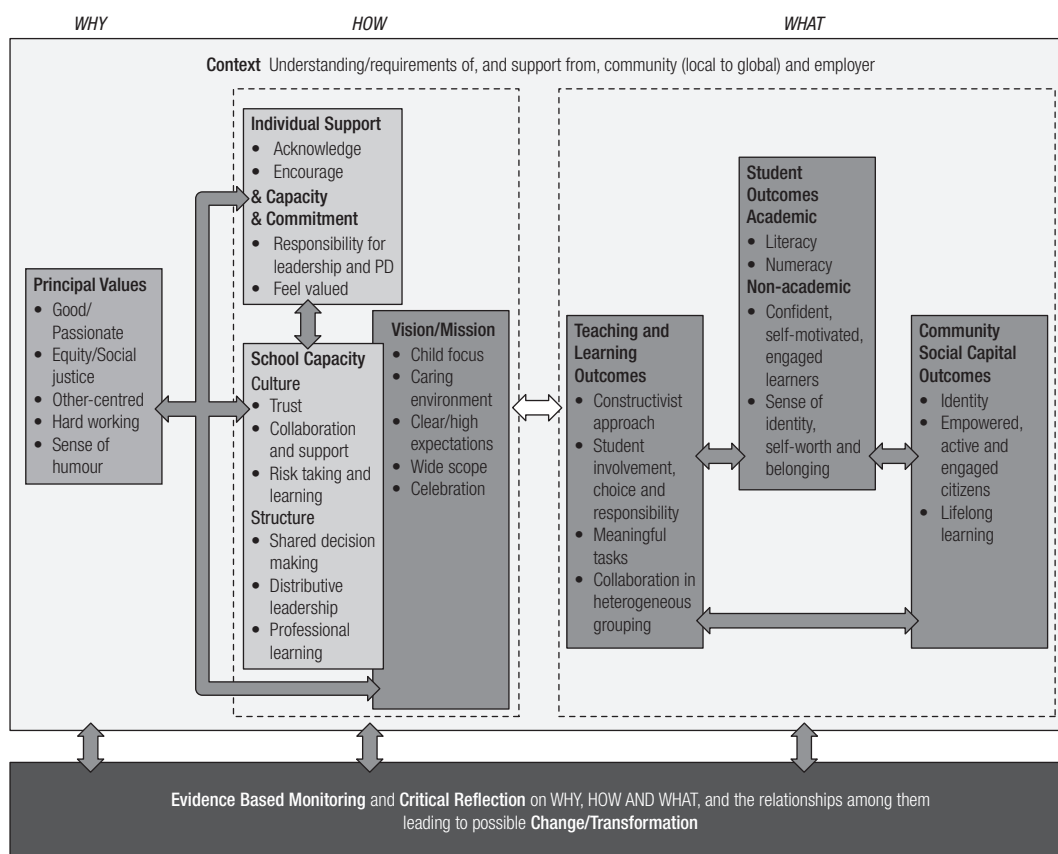 WHY
HOW
WHAT
Context Understanding/requirements of, and support from, community (local to global) and employer
Principal Values
• Good/
Passionate
• Equity/Social
justice
• Other-centred
• Hard working
• Sense of
humour
Individual Support
• Acknowledge
• Encourage
& Capacity
& Commitment
• Responsibility for
leadership and PD
• Feel valued
School Capacity
Culture
• Trust
• Collaboration
and support
• Risk taking and
learning
Structure
• Shared decision
making
• Distributive
leadership
• Professional
learning
Vision/Mission
• Child focus
• Caring
environment
• Clear/high
expectations
• Wide scope
• Celebration
Teaching and
Learning
Outcomes
• Constructivist
approach
• Student
involvement,
choice and
responsibility
• Meaningful
tasks
• Collaboration in
heterogeneous
grouping
Student
Outcomes
Academic
• Literacy
• Numeracy
Non-academic
• Confident,
self-motivated,
engaged
learners
• Sense of
identity,
self-worth and
belonging
Community
Social Capital
Outcomes
• Identity
• Empowered,
active and
engaged
citizens
• Lifelong
learning
Evidence Based Monitoring and Critical Reflection on WHY, HOW AND WHAT, and the relationships among them
leading to possible Change/Transformation